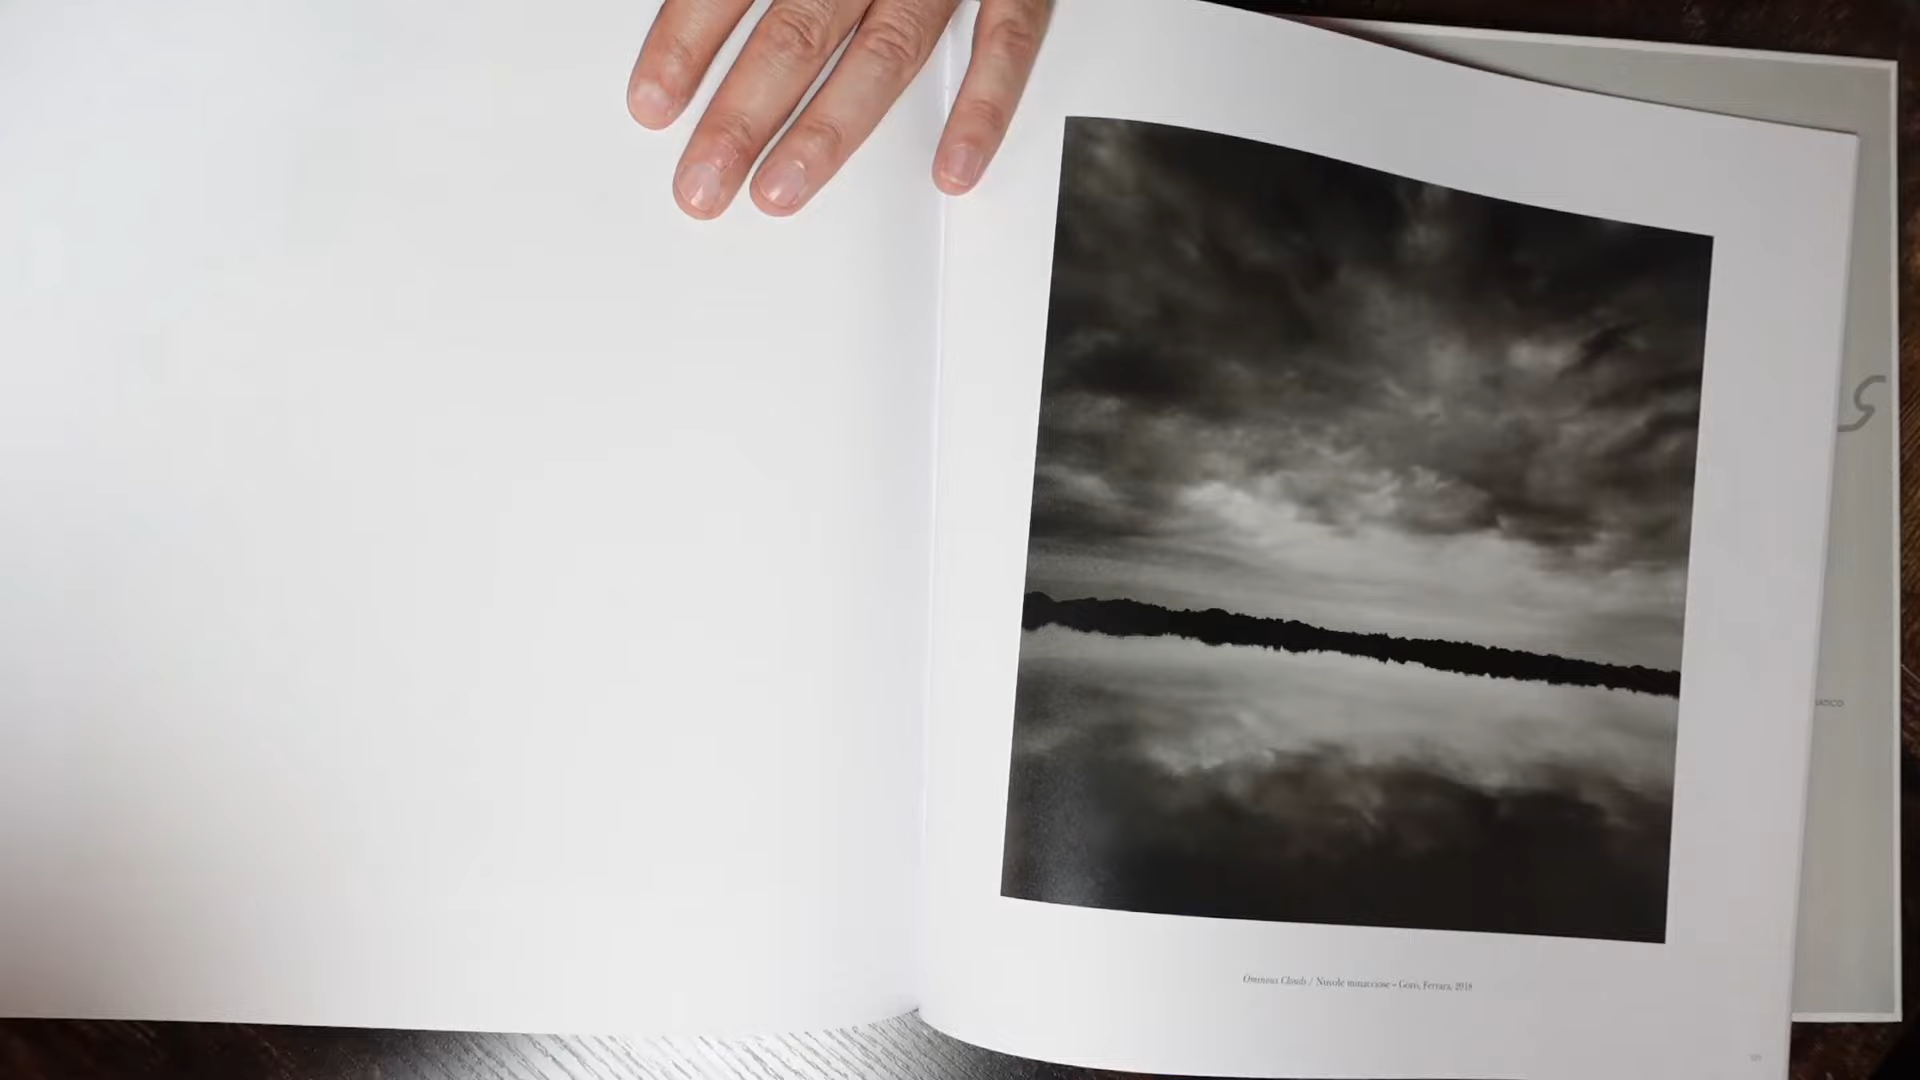 Ominous Clouds / Nuvole minacciose – Goro, Ferrara, 2018